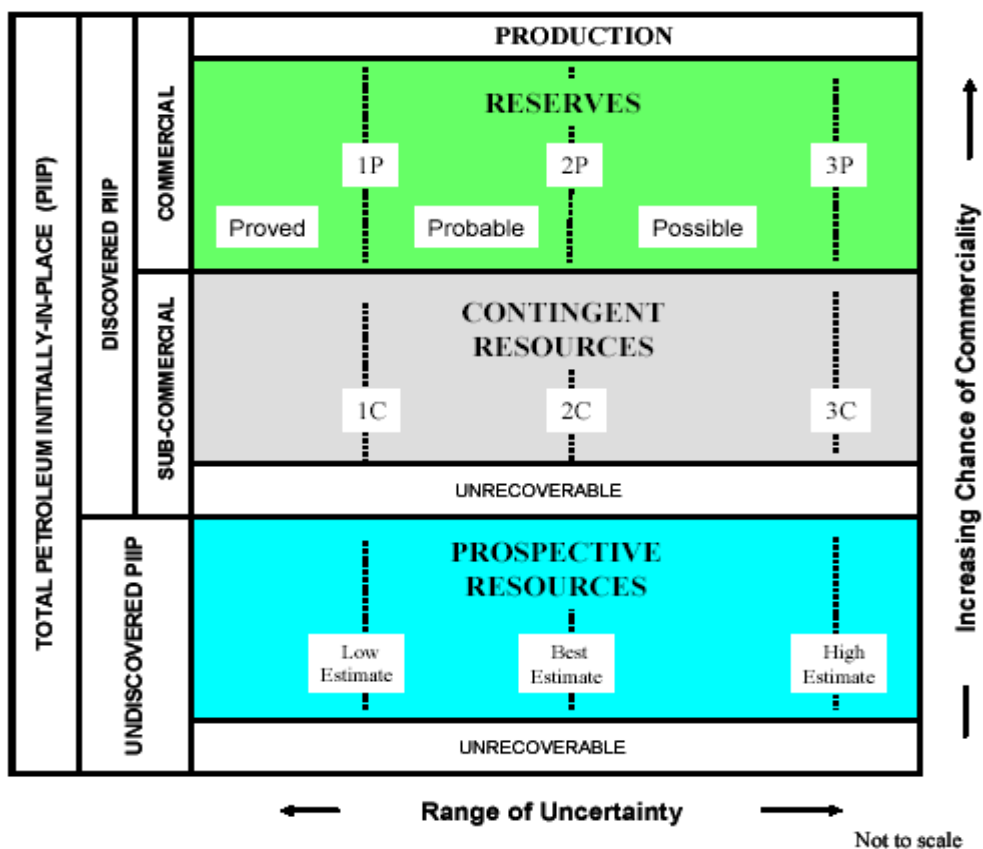 TOTAL PETROLEUM INITIALLY-IN-PLACE (PIIP)
DISCOVERED PIIP
UNDISCOVERED PIIP
COMMERCIAL
SUB-COMMERCIAL
PRODUCTION
RESERVES
1P 2P 3P
Proved Probable Possible
CONTINGENT
RESOURCES
1C 2C 3C
UNRECOVERABLE
PROSPECTIVE
RESOURCES
Low
Estimate
Best
Estimate
High
Estimate
UNRECOVERABLE
Increasing Chance of Commerciality
Range of Uncertainty
Not to scale